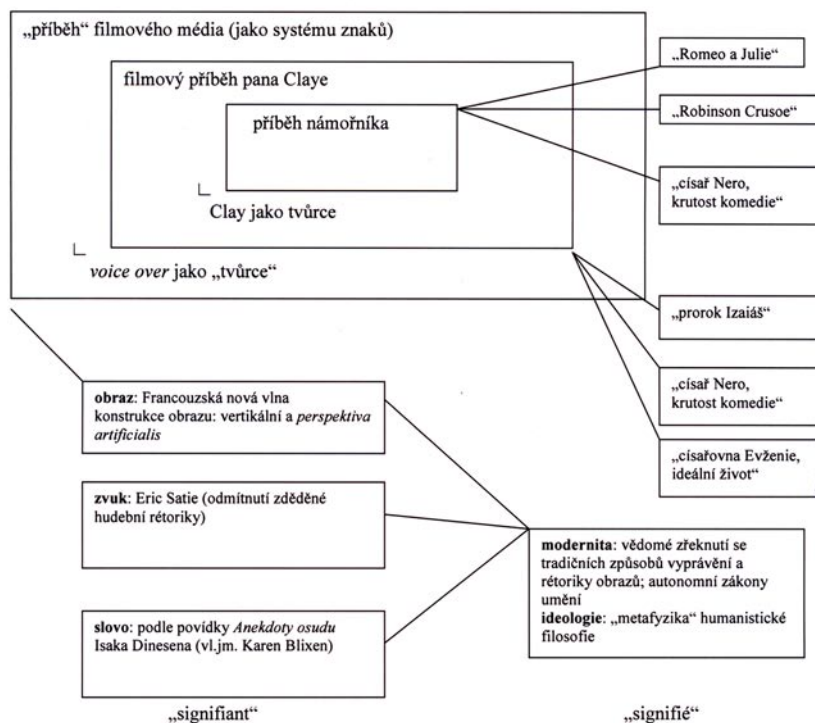 „příběh“ filmového média (jako systému znaků)
filmový příběh pana Claye
příběh námořníka
Clay jako tvůrce
voice over jako „tvůrce“
„Romeo a Julie“
„Robinson Crusoe“
„císař Nero,
krutost komedie“
„prorok Izaiáš“
„císař Nero,
krutost komedie“
„císařovna Evženie,
ideální život“
obraz: Francouzská nová vlna
konstrukce obrazu: vertikální a perspektiva
artificialis
zvuk: Eric Satie (odmítnutí zděděné
hudební rétoriky)
slovo: podle povídky Anekdoty osudu
Isaka Dinesena (vl.jm. Karen Blixen)
modernita: vědomé zřeknutí se
tradičních způsobů vyprávění a
rétoriky obrazů; autonomní zákony
umění
ideologie: „metafyzika“ humanistické
filosofie
„signifiant“
„signifié“